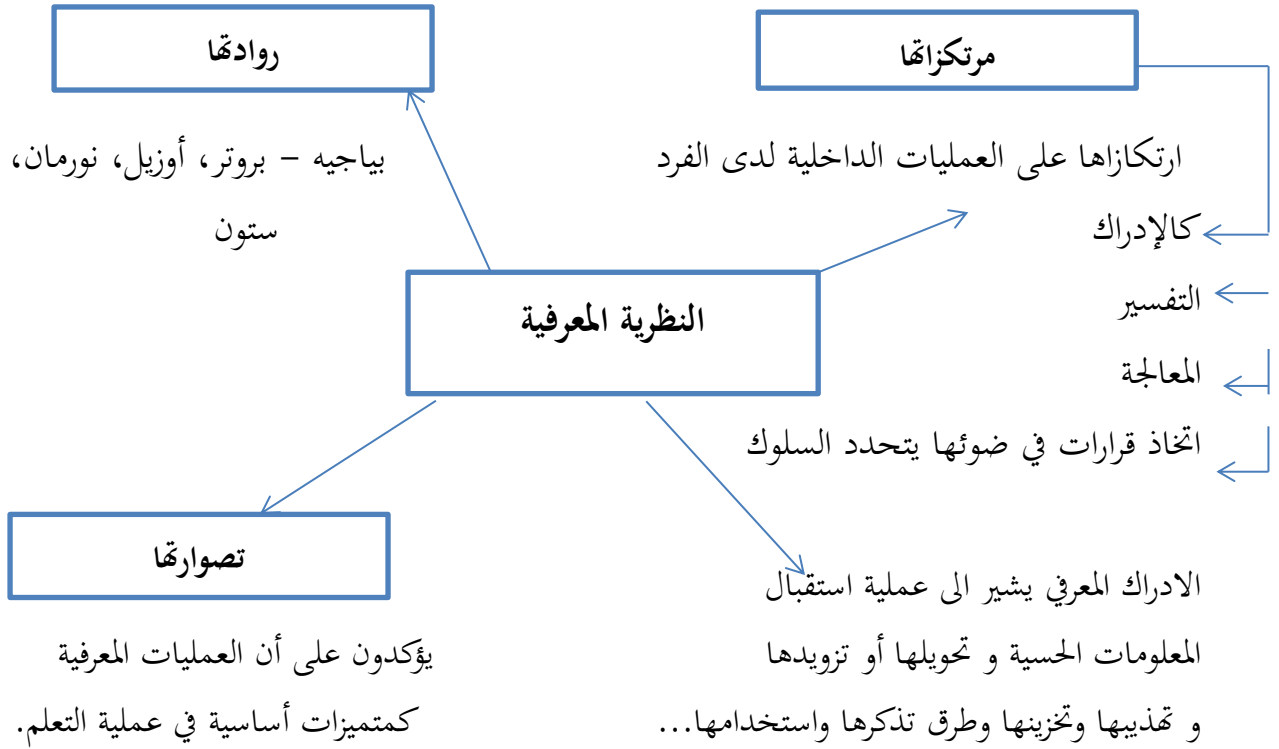 مرتكزاتها
ارتكازاها على العمليات الداخلية لدى الفرد
كالإدراك
التفسير
المعالجة
اتخاذ قرارات في ضوئها يتحدد السلوك
روادتها
بياجيه – بروتر، أوزيل، نورمان،
ستون
النظرية المعرفية
تصوارتها
يؤكدون على أن العمليات المعرفية
كمتميزات أساسية في عملية التعلم.
الادراك المعرفي يشير الى عملية استقبال
المعلومات الحسية و تحويلها أو تزويدها
و تهذيبها وتخزينها وطرق تذكرها واستخدامها...